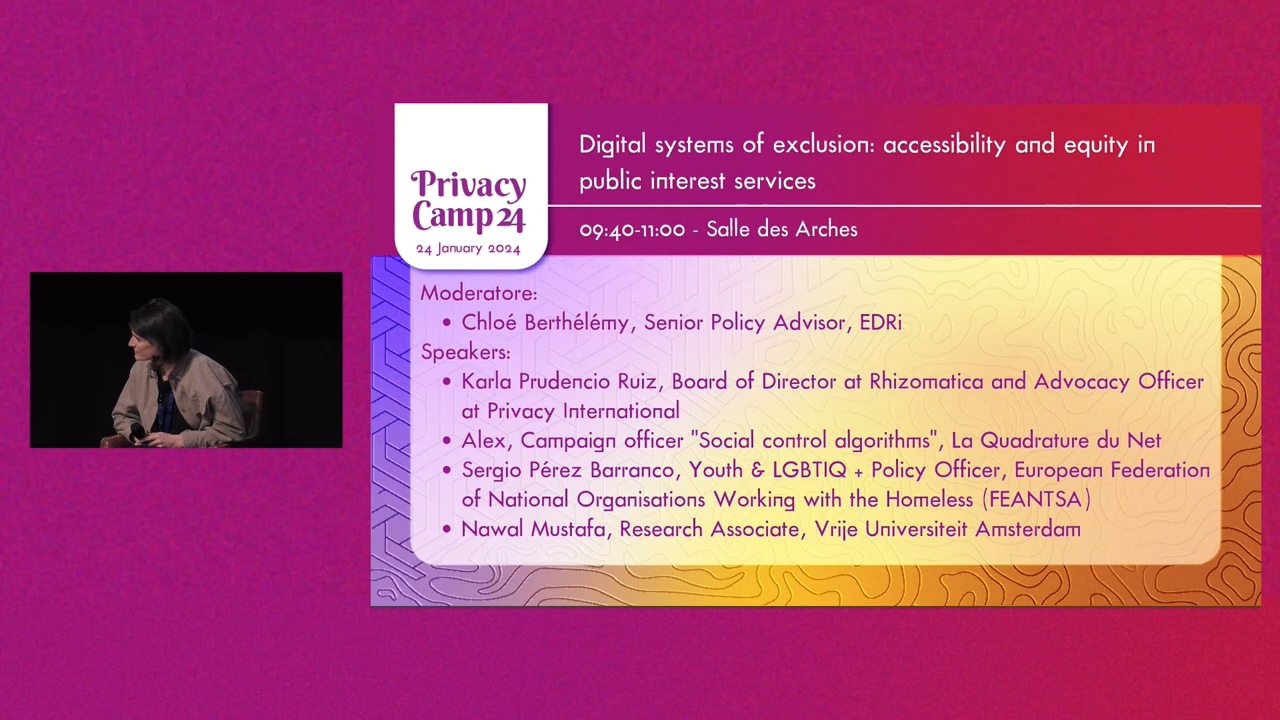 Privacy
Camp 24
24 January 2024
Digital systems of exclusion: accessibility and equity in
public interest services
09:40-11:00 - Salle des Arches
Moderatore:
• Chloé Berthélémy, Senior Policy Advisor, EDRi
Speakers:
• Karla Prudencio Ruiz, Board of Director at Rhizomatica and Advocacy Officer
at Privacy International
• Alex, Campaign officer "Social control algorithms", La Quadrature du Net
• Sergio Pérez Barranco, Youth & LGBTIQ + Policy Officer, European Federation
of National Organisations Working with the Homeless (FEANTSA)
• Nawal Mustafa, Research Associate, Vrije Universiteit Amsterdam